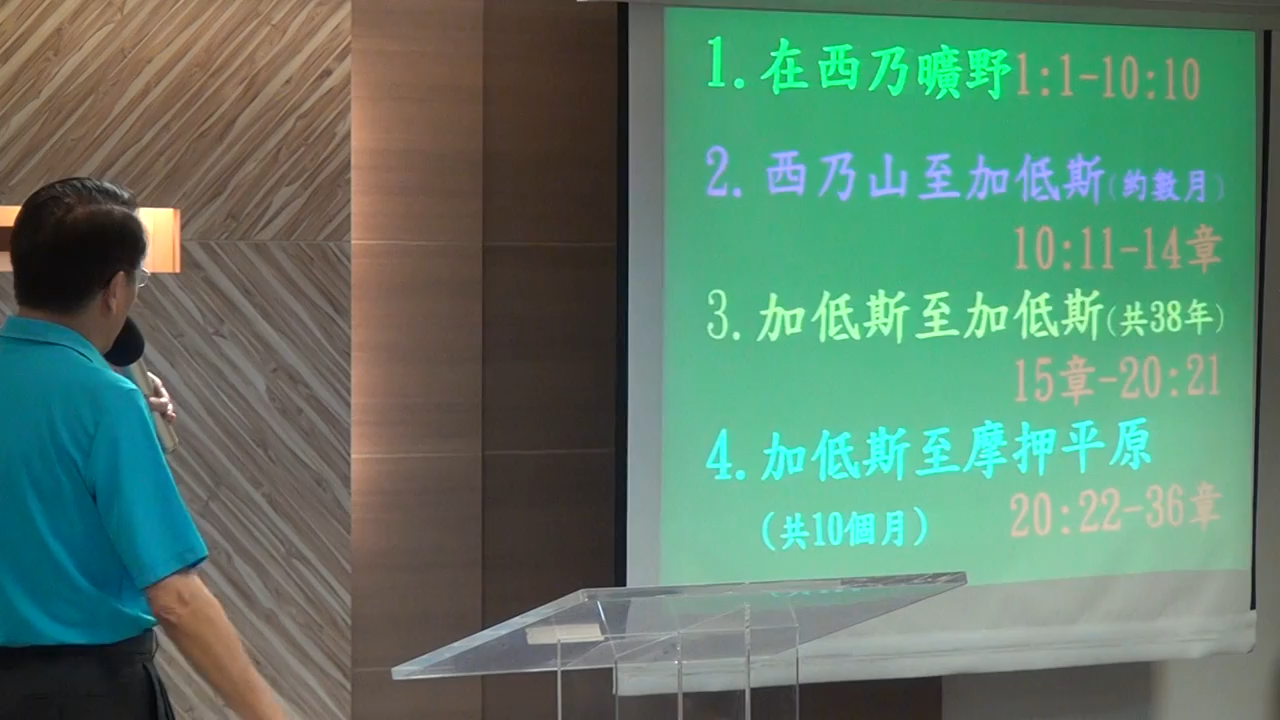 1.在西乃曠野1:1-10:10
2.西乃山至加低斯(約數月)
10:11-14章
3.加低斯至加低斯(共38年)
15章-20:21
4.加低斯至摩押平原
(共10個月) 20:22-36章